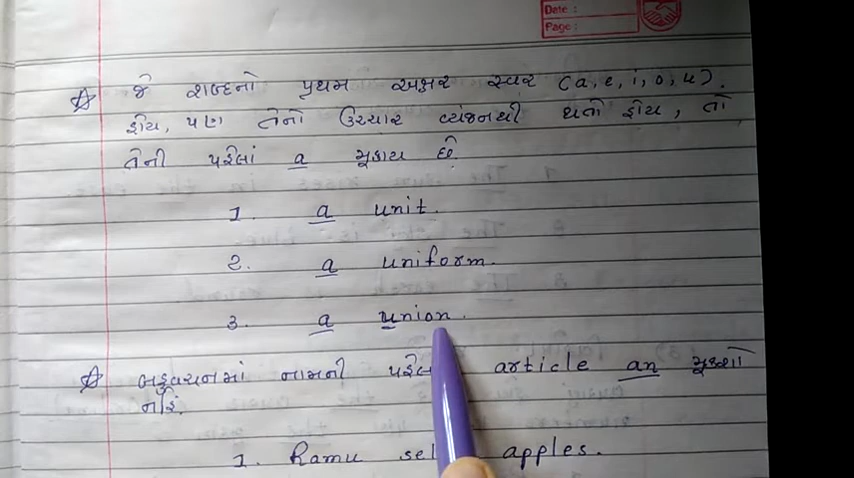 Date :
Page :
જે શબ્દનો પ્રથમ અક્ષર સ્વર (a, e, i, o, u)
હોય, પણ તેનો ઉચ્ચાર વ્યંજનથી થતો હોય, તો
તેની પહેલાં a મૂકાય છે.
1. a unit.
2. a uniform.
3. a union.
બહુવચનમાં નામની પહેલાં article an મૂકાશે
નહિં.
1. Ramu apples.